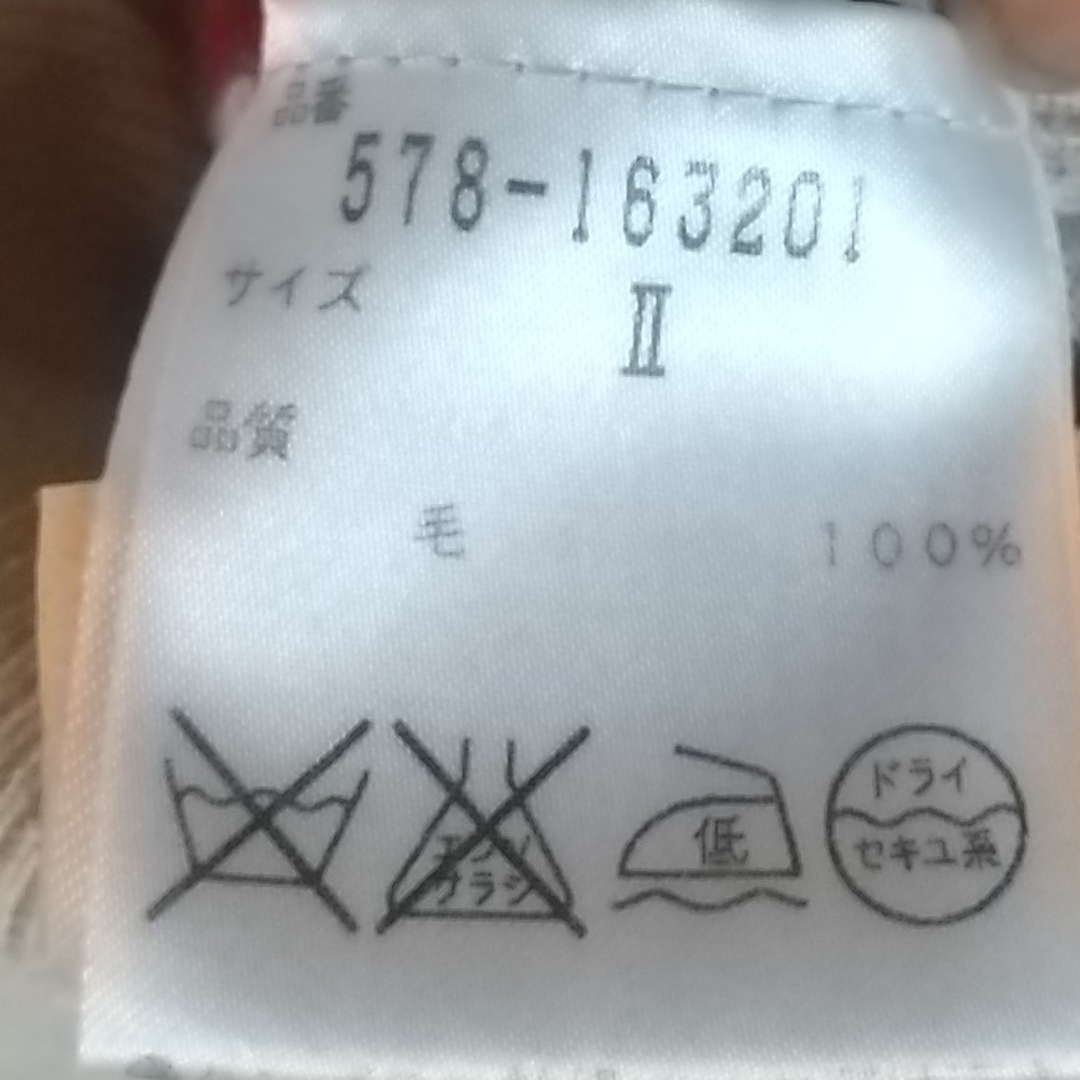 品番
578-163201
サイズ
Ⅱ
品質
毛 100%
エンソ
サラシ
低
ドライ
セキユ系